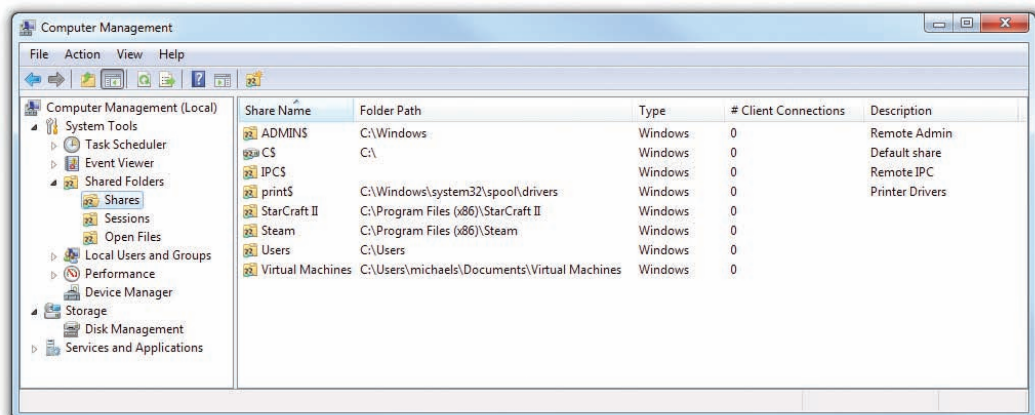 Computer Management
File Action View Help
Computer Management (Local)
System Tools
Task Scheduler
Event Viewer
Shared Folders
Shares
Sessions
Open Files
Local Users and Groups
Performance
Device Manager
Storage
Disk Management
Services and Applications
Share Name Folder Path Type # Client Connections Description
ADMIN$ C:\Windows Windows 0 Remote Admin
C$ C:\ Windows 0 Default share
IPC$ Windows 0 Remote IPC
print$ C:\Windows\system32\spool\drivers Windows 0 Printer Drivers
StarCraft II C:\Program Files (x86)\StarCraft II Windows 0
Steam C:\Program Files (x86)\Steam Windows 0
Users C:\Users Windows 0
Virtual Machines C:\Users\michaels\Documents\Virtual Machines Windows 0